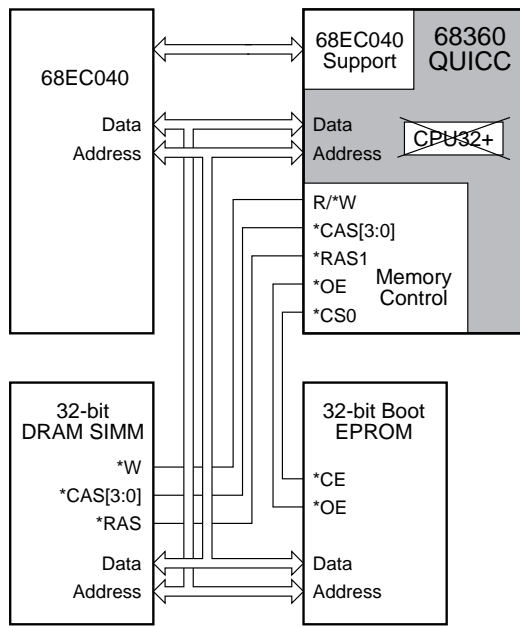 68EC040
Data
Address
68EC040
Support
68360
QUICC
Data
Address
CPU32+
R/*W
*CAS[3:0]
*RAS1
*OE
*CS0
Memory
Control
32-bit
DRAM SIMM
*W
*CAS[3:0]
*RAS
Data
Address
32-bit Boot
EPROM
*CE
*OE
Data
Address